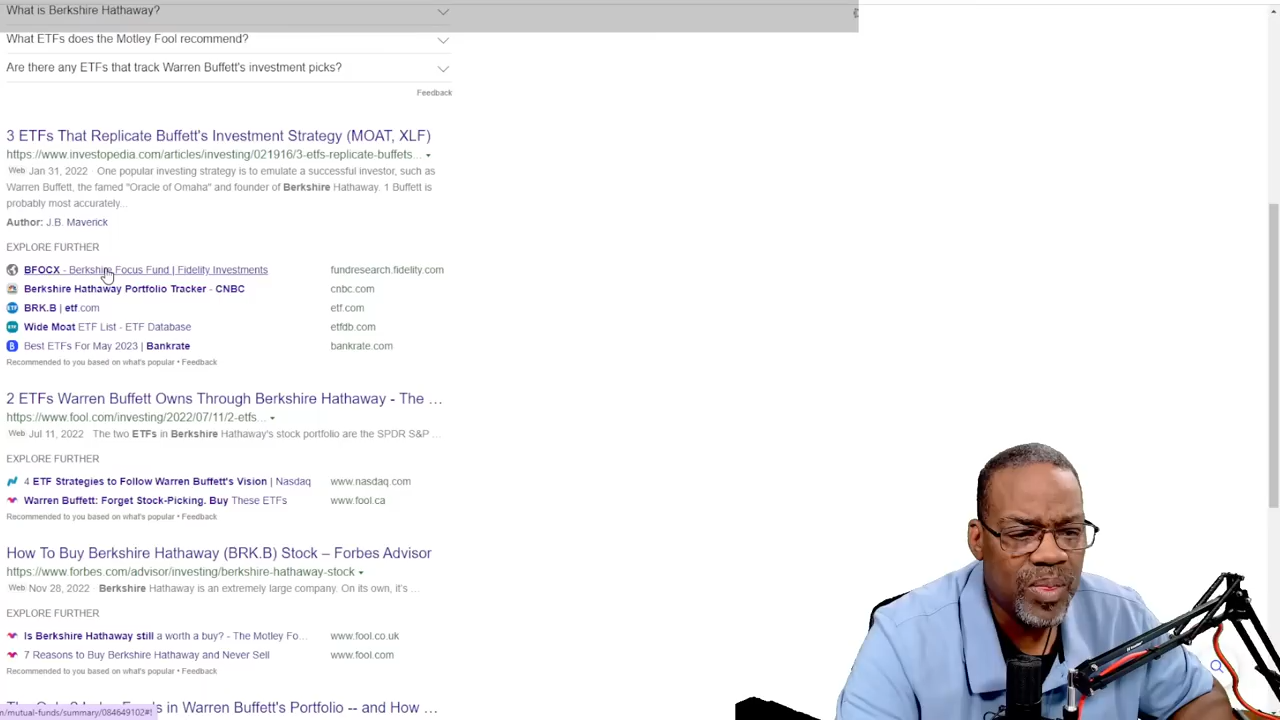 What is Berkshire Hathaway?
What ETFs does the Motley Fool recommend?
Are there any ETFs that track Warren Buffett's investment picks?
Feedback
3 ETFs That Replicate Buffett's Investment Strategy (MOAT, XLF)
https://www.investopedia.com/articles/investing/021916/3-etfs-replicate-buffets...
Web Jan 31, 2022 · One popular investing strategy is to emulate a successful investor, such as
Warren Buffett, the famed "Oracle of Omaha" and founder of Berkshire Hathaway. 1 Buffett is
probably most accurately...
Author: J.B. Maverick
EXPLORE FURTHER
BFOCX - Berkshire Focus Fund | Fidelity Investments fundresearch.fidelity.com
Berkshire Hathaway Portfolio Tracker - CNBC cnbc.com
BRK.B | etf.com etf.com
Wide Moat ETF List - ETF Database etfdb.com
Best ETFs For May 2023 | Bankrate bankrate.com
Recommended to you based on what's popular • Feedback
2 ETFs Warren Buffett Owns Through Berkshire Hathaway - The ...
https://www.fool.com/investing/2022/07/11/2-etfs...
Web Jul 11, 2022 · The two ETFs in Berkshire Hathaway's stock portfolio are the SPDR S&P ...
EXPLORE FURTHER
4 ETF Strategies to Follow Warren Buffett's Vision | Nasdaq www.nasdaq.com
Warren Buffett: Forget Stock-Picking. Buy These ETFs www.fool.ca
Recommended to you based on what's popular • Feedback
How To Buy Berkshire Hathaway (BRK.B) Stock – Forbes Advisor
https://www.forbes.com/advisor/investing/berkshire-hathaway-stock
Web Nov 28, 2022 · Berkshire Hathaway is an extremely large company. On its own, it's ...
EXPLORE FURTHER
Is Berkshire Hathaway still a worth a buy? - The Motley Fo... www.fool.co.uk
7 Reasons to Buy Berkshire Hathaway and Never Sell www.fool.com
Recommended to you based on what's popular • Feedback
in Warren Buffett's Portfolio -- and How ...
m/mutual-funds/summary/084649102#!